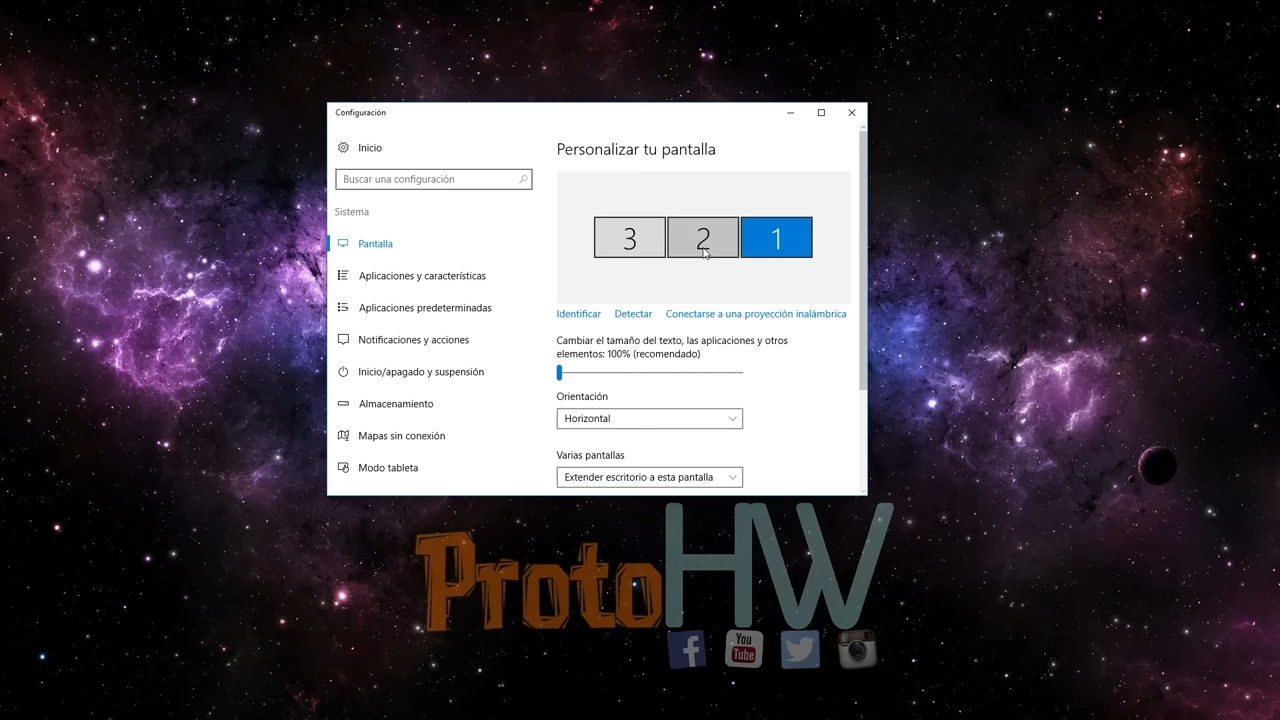 Configuración
Inicio
Buscar una configuración
Sistema
Pantalla
Aplicaciones y características
Aplicaciones predeterminadas
Notificaciones y acciones
Inicio/apagado y suspensión
Almacenamiento
Mapas sin conexión
Modo tableta
Personalizar tu pantalla
3 2 1
Identificar Detectar Conectarse a una proyección inalámbrica
Cambiar el tamaño del texto, las aplicaciones y otros
elementos: 100% (recomendado)
Orientación
Horizontal
Varias pantallas
Extender escritorio a esta pantalla
ProtoHW
You
Tube